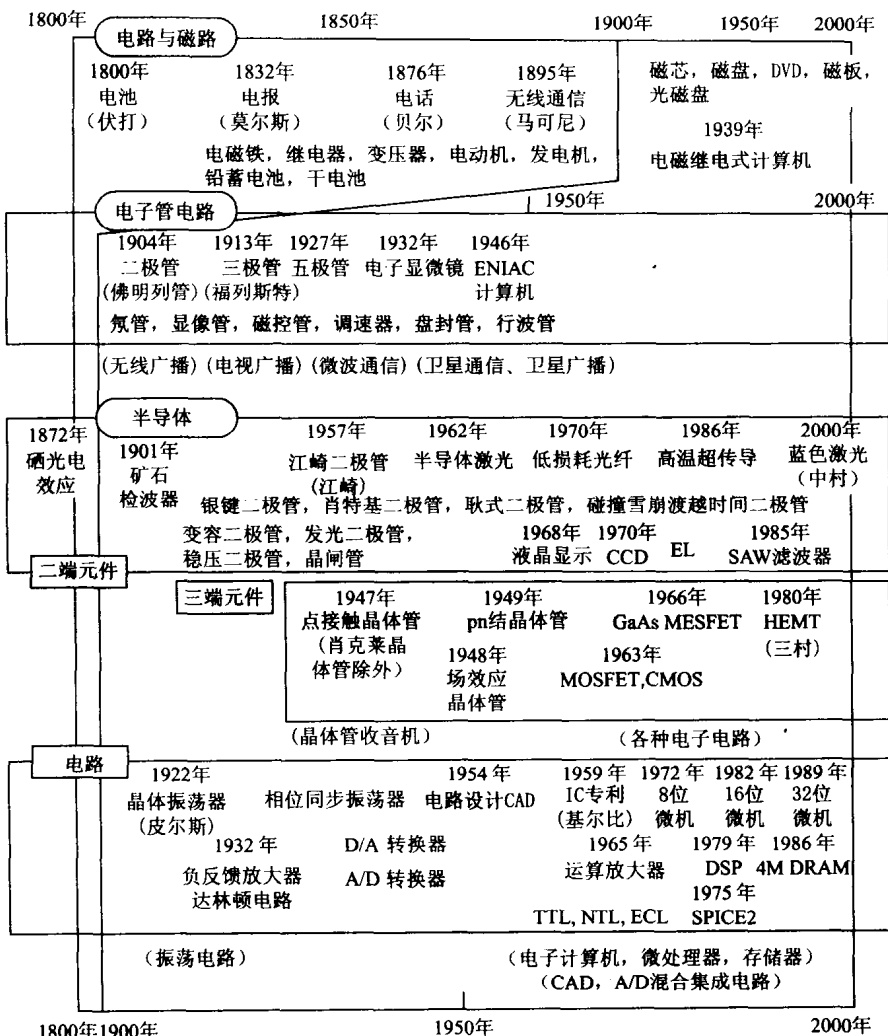 1800年 1850年 1900年 1950年 2000年
电路与磁路
1800年 1832年 1876年 1895年
电池 电报 电话 无线通信
(伏打) (莫尔斯) (贝尔) (马可尼)
磁芯，磁盘，DVD，磁板，
光磁盘
1939年
电磁继电式计算机
电磁铁，继电器，变压器，电动机，发电机，
铅蓄电池，干电池
电子管电路
1950年 2000年
1904年 1913年 1927年 1932年 1946年
二极管 三极管 五极管 电子显微镜 ENIAC
(佛明列管) (福列斯特) 计算机
氖管，显像管，磁控管，调速器，盘封管，行波管
(无线广播) (电视广播) (微波通信) (卫星通信、卫星广播)
半导体
1872年
硒光电
效应
1901年
矿石
检波器
1957年 1962年 1970年 1986年 2000年
江崎二极管 半导体激光 低损耗光纤 高温超传导 蓝色激光
(江崎) (中村)
银键二极管，肖特基二极管，耿式二极管，碰撞雪崩渡越时间二极管
变容二极管，发光二极管，
稳压二极管，晶闸管
1968年 1970年 1985年
液晶显示 CCD EL SAW滤波器
二端元件
三端元件
1947年 1949年 1966年 1980年
点接触晶体管 pn结晶体管 GaAs MESFET HEMT
(肖克莱晶 (三村)
体管除外)
1948年 1963年
场效应 MOSFET,CMOS
晶体管
(晶体管收音机) (各种电子电路)
电路
1922年 1954年 1959年 1972年 1982年 1989年
晶体振荡器 相位同步振荡器 电路设计CAD IC专利 8位 16位 32位
(皮尔斯) (基尔比) 微机 微机 微机
1932年 D/A 转换器 1965年 1979年 1986年
负反馈放大器 A/D 转换器 运算放大器 DSP 4M DRAM
达林顿电路 1975年
TTL, NTL, ECL SPICE2
(振荡电路) (电子计算机，微处理器，存储器)
(CAD，A/D混合集成电路)
1800年1900年 1950年 2000年